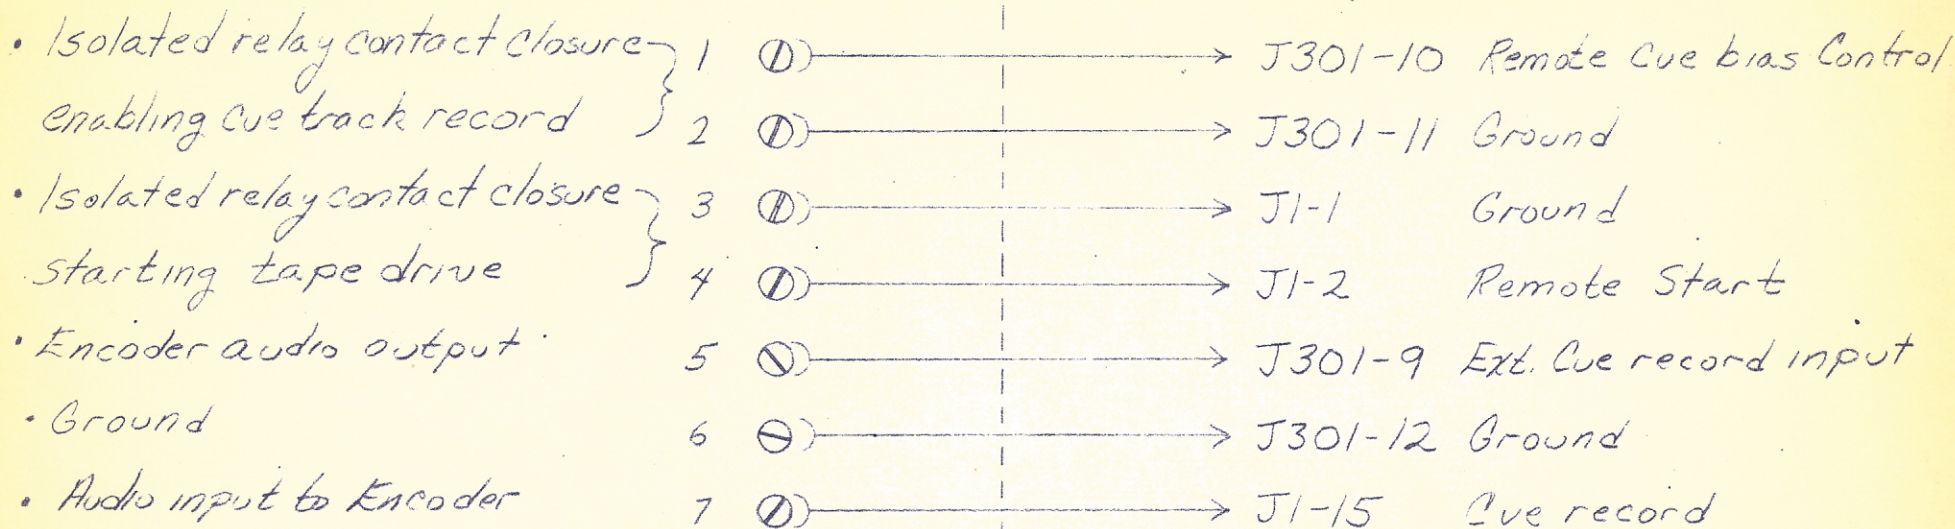 • Isolated relay contact closure 1 J301-10 Remote Cue bias Control
enabling cue track record 2 J301-11 Ground
• Isolated relay contact closure 3 J1-1 Ground
starting tape drive 4 J1-2 Remote Start
• Encoder audio output 5 J301-9 Ext. Cue record input
• Ground 6 J301-12 Ground
• Audio input to Encoder 7 J1-15 Cue record